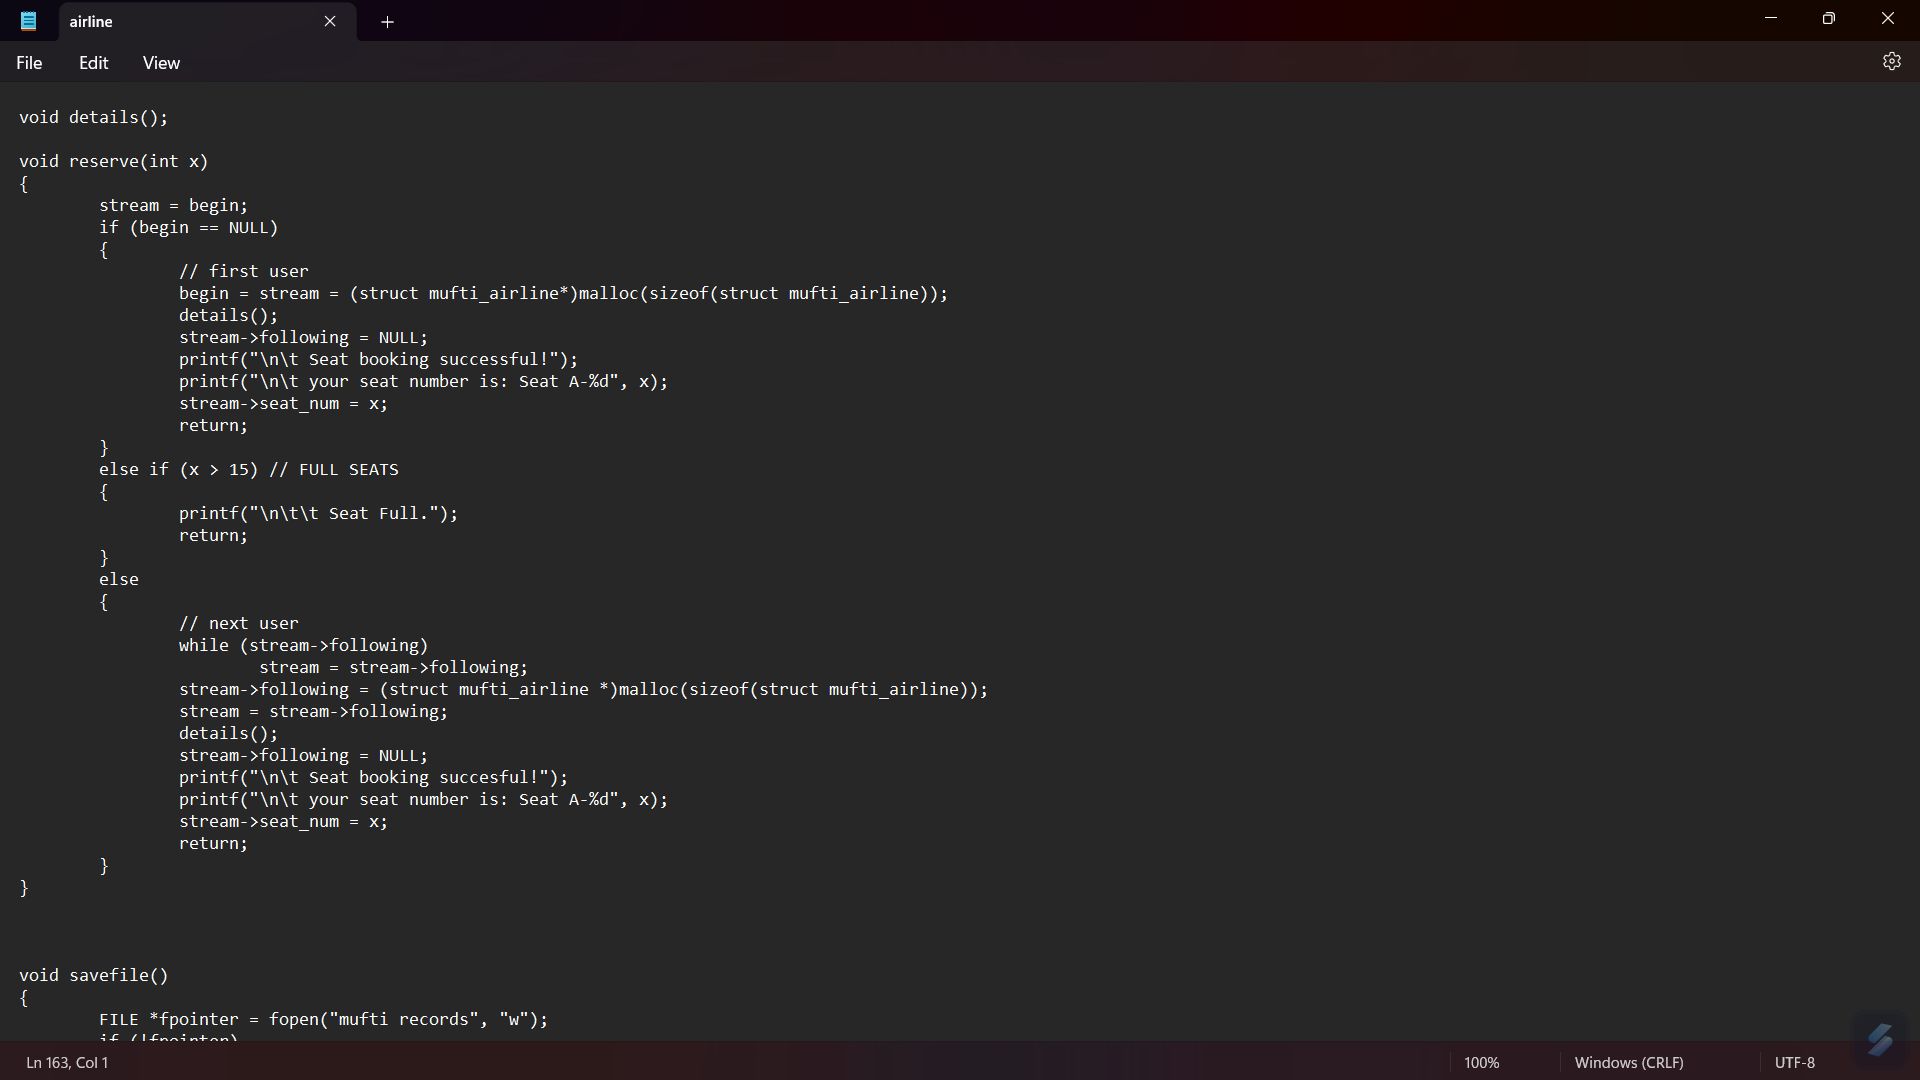 airline
File Edit View
void details();
void reserve(int x)
{
stream = begin;
if (begin == NULL)
{
// first user
begin = stream = (struct mufti_airline*)malloc(sizeof(struct mufti_airline));
details();
stream->following = NULL;
printf("\n\t Seat booking successful!");
printf("\n\t your seat number is: Seat A-%d", x);
stream->seat_num = x;
return;
}
else if (x > 15) // FULL SEATS
{
printf("\n\t\t Seat Full.");
return;
}
else
{
// next user
while (stream->following)
stream = stream->following;
stream->following = (struct mufti_airline *)malloc(sizeof(struct mufti_airline));
stream = stream->following;
details();
stream->following = NULL;
printf("\n\t Seat booking succesful!");
printf("\n\t your seat number is: Seat A-%d", x);
stream->seat_num = x;
return;
}
}
void savefile()
{
FILE *fpointer = fopen("mufti records", "w");
if (!fpointer)
Ln 163, Col 1 100% Windows (CRLF) UTF-8